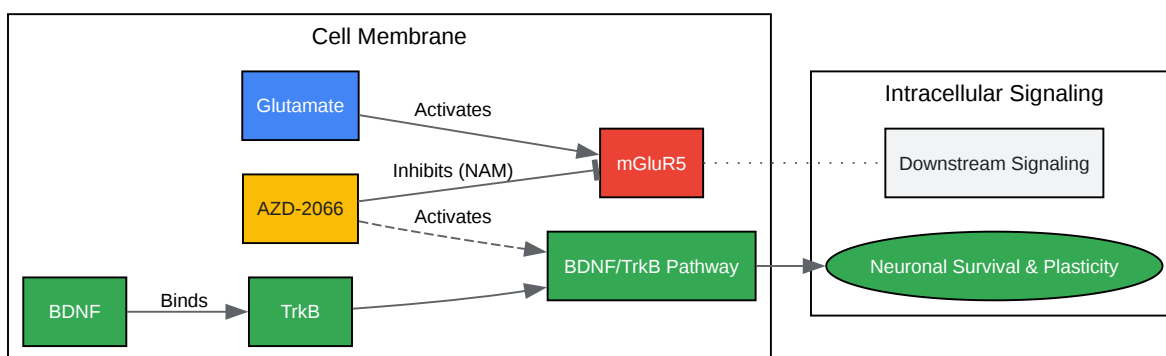 Cell Membrane
Glutamate
Activates
mGluR5
AZD-2066
Inhibits (NAM)
Activates
BDNF/TrkB Pathway
BDNF
Binds
TrkB
Intracellular Signaling
Downstream Signaling
Neuronal Survival & Plasticity